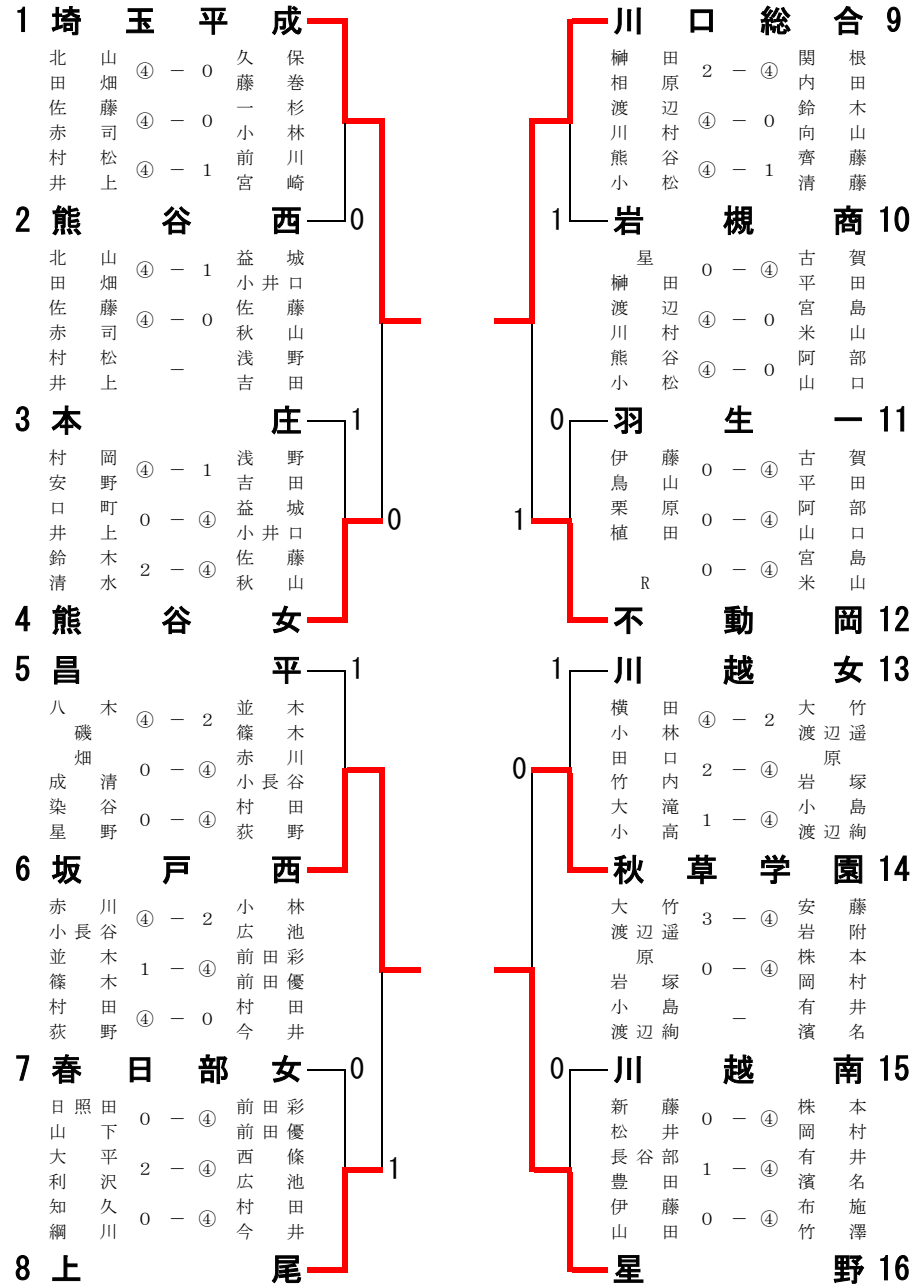 1 埼玉平成
北山 ④ － 0 久保
田畑 藤巻
佐藤 ④ － 0 一杉
赤司 小林
村松 ④ － 1 前川
井上 宮崎
2 熊谷西 0
北山 ④ － 1 益城
田畑 小井口
佐藤 ④ － 0 佐藤
赤司 秋山
村松 － 浅野
井上 吉田
3 本庄 1
村岡 ④ － 1 浅野
安野 吉田
口町 0 － ④ 益城
井上 小井口
0
鈴木 2 － ④ 佐藤
清水 秋山
4 熊谷女
5 昌平 1
八木 ④ － 2 並木
磯 篠木
畑 0 － ④ 赤川
成清 小長谷
染谷 0 － ④ 村田
星野 荻野
6 坂戸西
赤川 ④ － 2 小林
小長谷 広池
並木 1 － ④ 前田彩
篠木 前田優
村田 ④ － 0 村田
荻野 今井
7 春日部女 0
日照田 0 － ④ 前田彩
山下 前田優
大平 2 － ④ 西條
利沢 広池
1
知久 0 － ④ 村田
綱川 今井
8 上尾
川口総合 9
榊田 2 － ④ 関根
相原 内田
渡辺 ④ － 0 鈴木
川村 向山
熊谷 ④ － 1 齊藤
小松 清藤
1 岩槻商 10
星 0 － ④ 古賀
榊田 平田
渡辺 ④ － 0 宮島
川村 米山
熊谷 ④ － 0 阿部
小松 山口
0 羽生一 11
伊藤 0 － ④ 古賀
鳥山 平田
栗原 0 － ④ 阿部
植田 山口
1
0 － ④ 宮島
R 米山
不動岡 12
1 川越女 13
横田 ④ － 2 大竹
小林 渡辺遥
田口 2 － ④ 原
竹内 岩塚
0
大滝 1 － ④ 小島
小高 渡辺絢
秋草学園 14
大竹 3 － ④ 安藤
渡辺遥 岩附
原 0 － ④ 株本
岩塚 岡村
小島 － 有井
渡辺絢 濱名
0 川越南 15
新藤 0 － ④ 株本
松井 岡村
長谷部 1 － ④ 有井
豊田 濱名
伊藤 0 － ④ 布施
山田 竹澤
星野 16